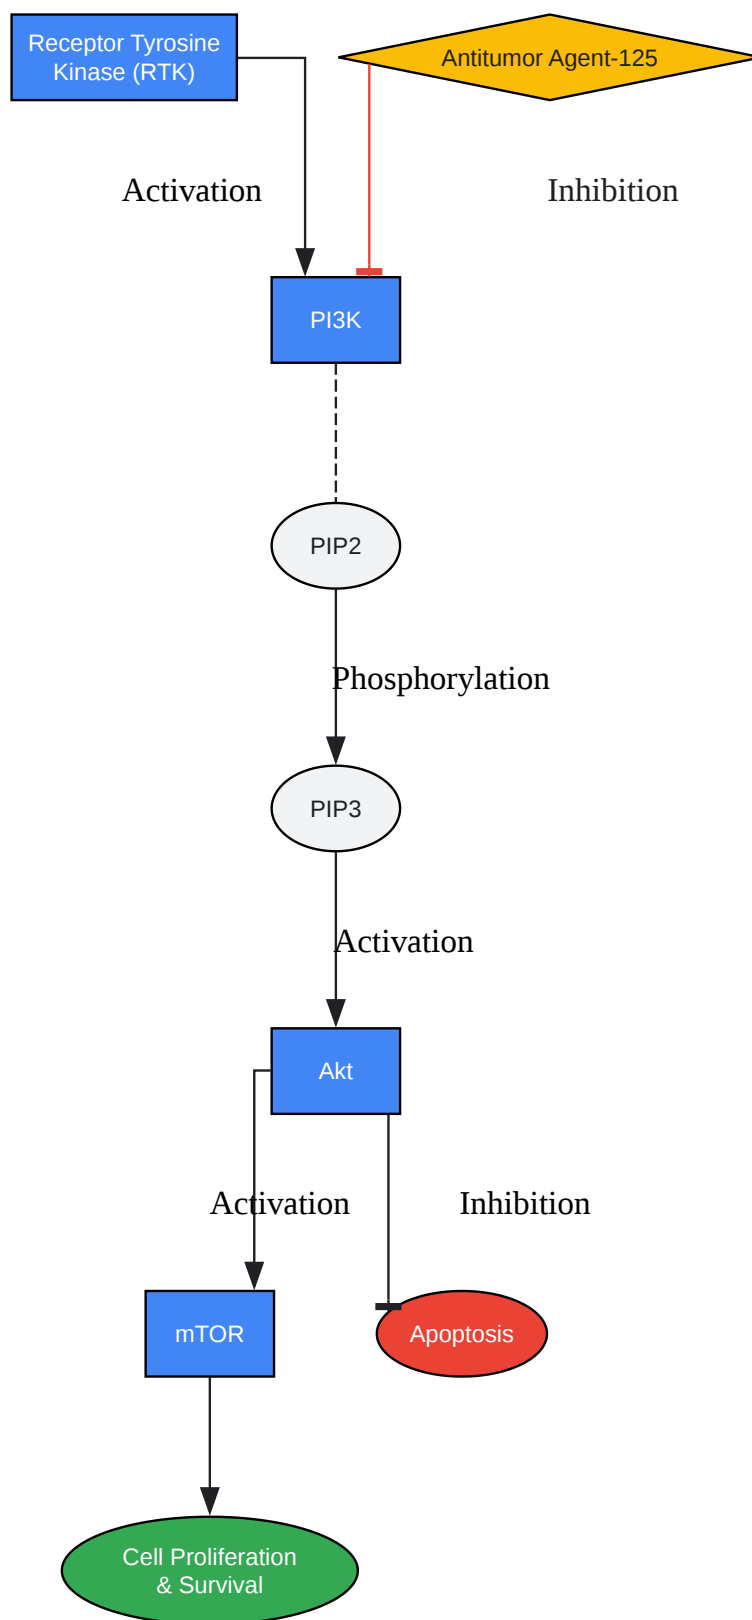 Receptor Tyrosine
Kinase (RTK)
Antitumor Agent-125
Activation
Inhibition
PI3K
PIP2
Phosphorylation
PIP3
Activation
Akt
Activation
Inhibition
mTOR
Apoptosis
Cell Proliferation
& Survival